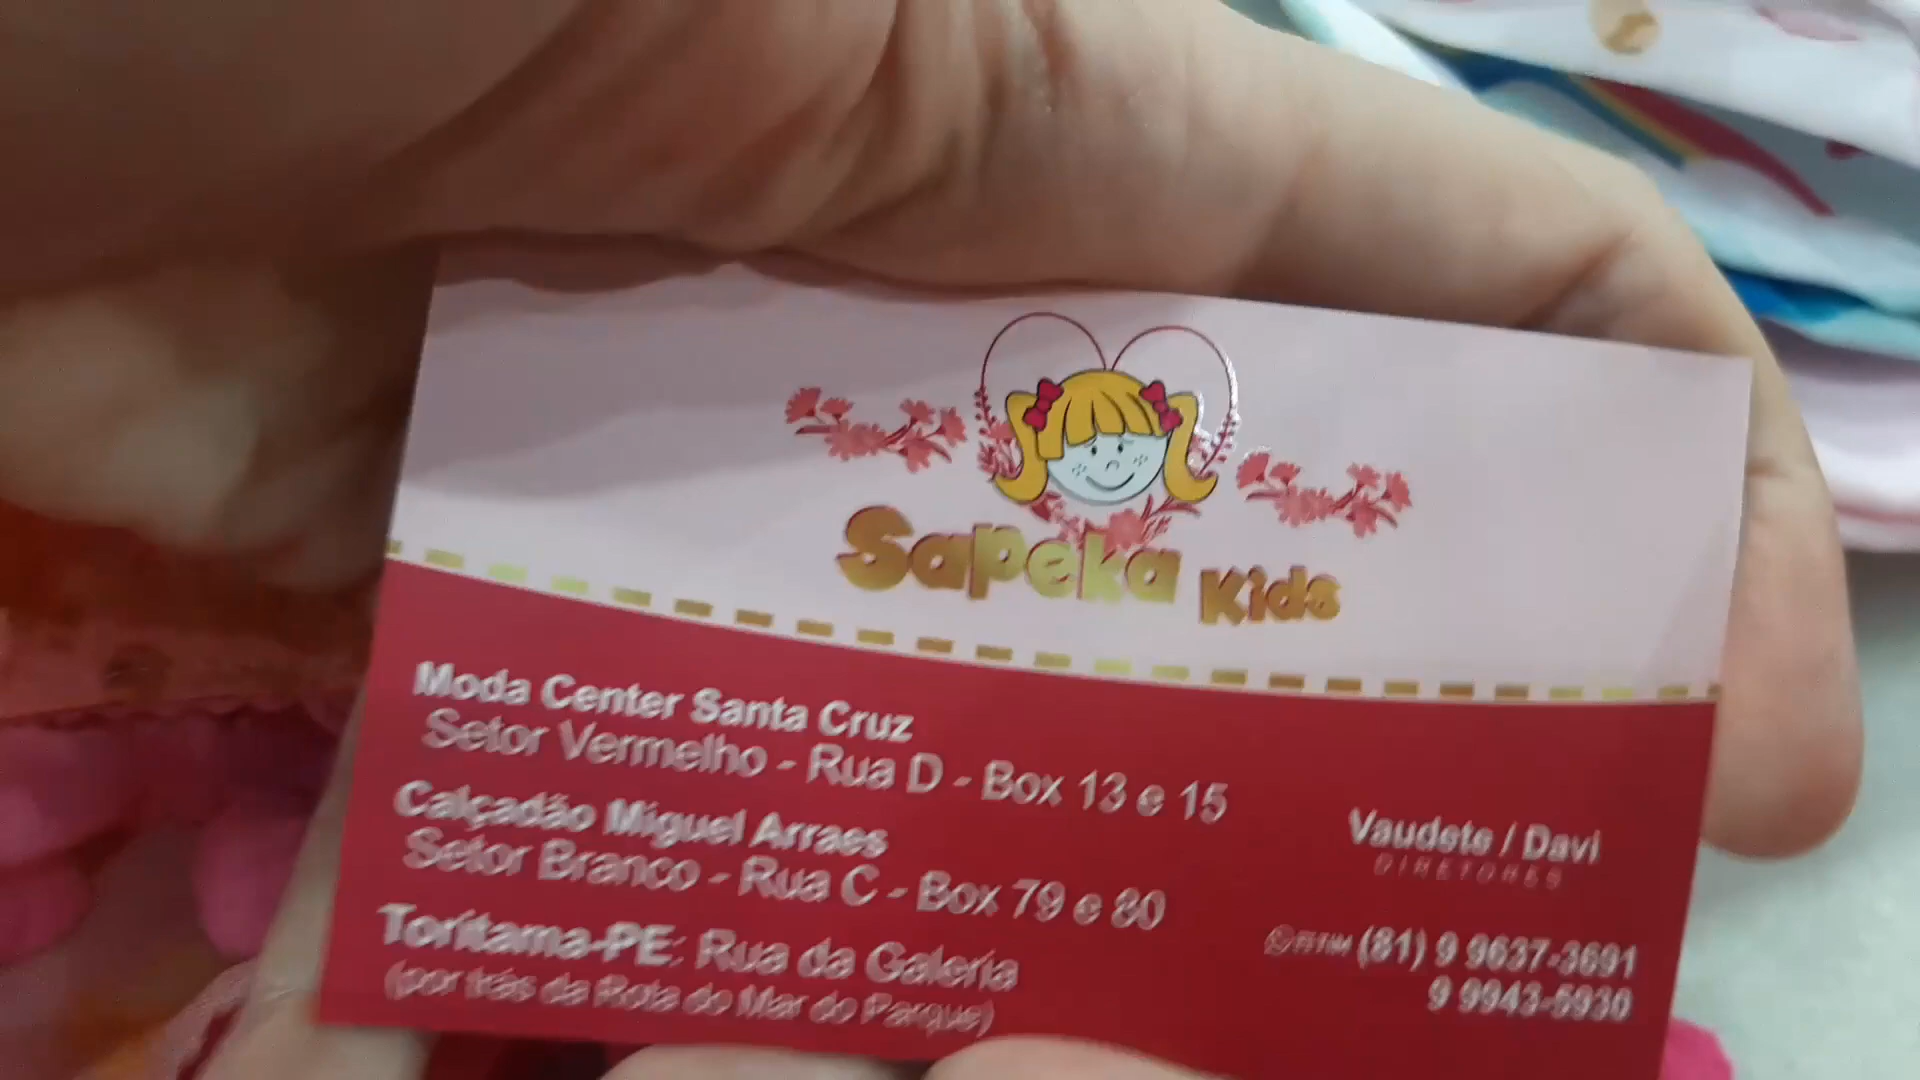 Sapeka Kids
Moda Center Santa Cruz
Setor Vermelho - Rua D - Box 13 e 15
Calçadão Miguel Arraes
Setor Branco - Rua C - Box 79 e 80
Toritama-PE: Rua da Galeria
(por trás da Rota do Mar do Parque)
Vaudete / Davi
DIRETORES
(81) 9 9637-3691
9 9943-5930